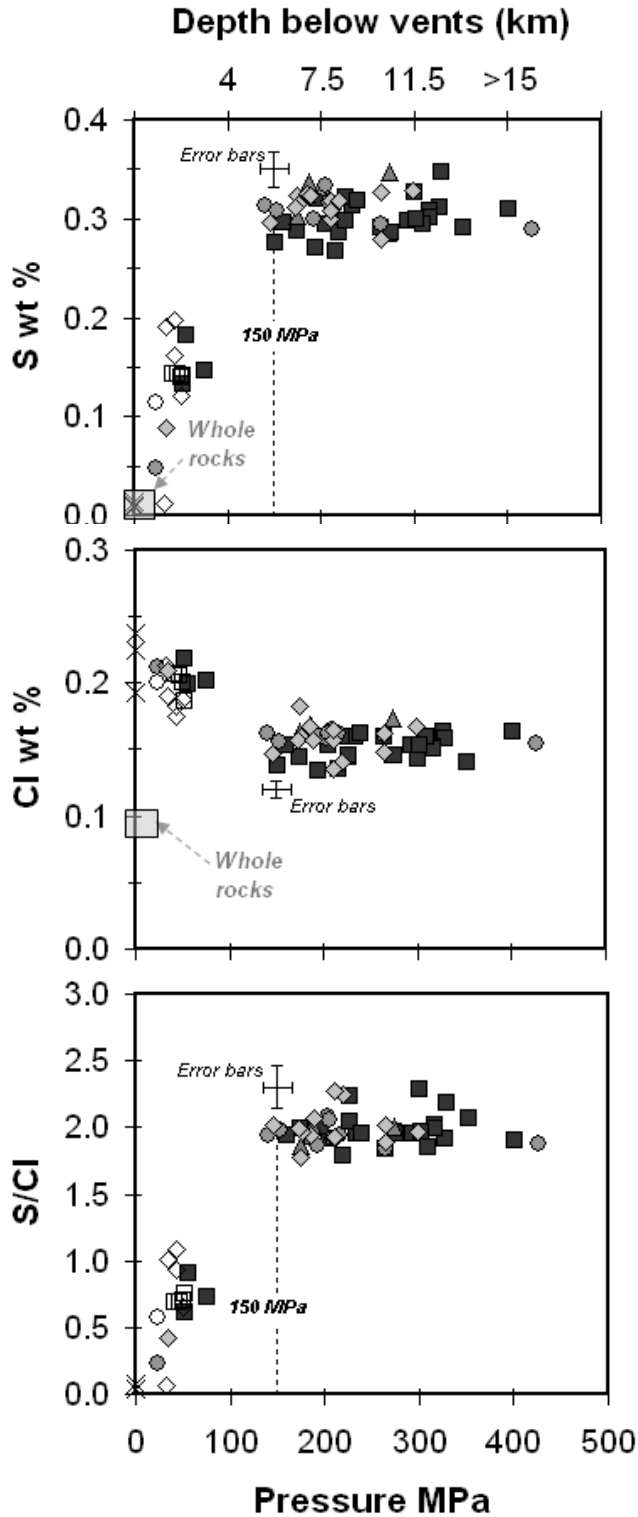 Depth below vents (km)
4 7.5 11.5 >15
0.4
Error bars
0.3
S wt %
0.2
150 MPa
0.1
Whole
rocks
0.0
0.3
0.2
Cl wt %
Error bars
0.1
Whole
rocks
0.0
3.0
2.5
Error bars
2.0
S/Cl
1.5
1.0
150 MPa
0.5
0.0
0 100 200 300 400 500
Pressure MPa